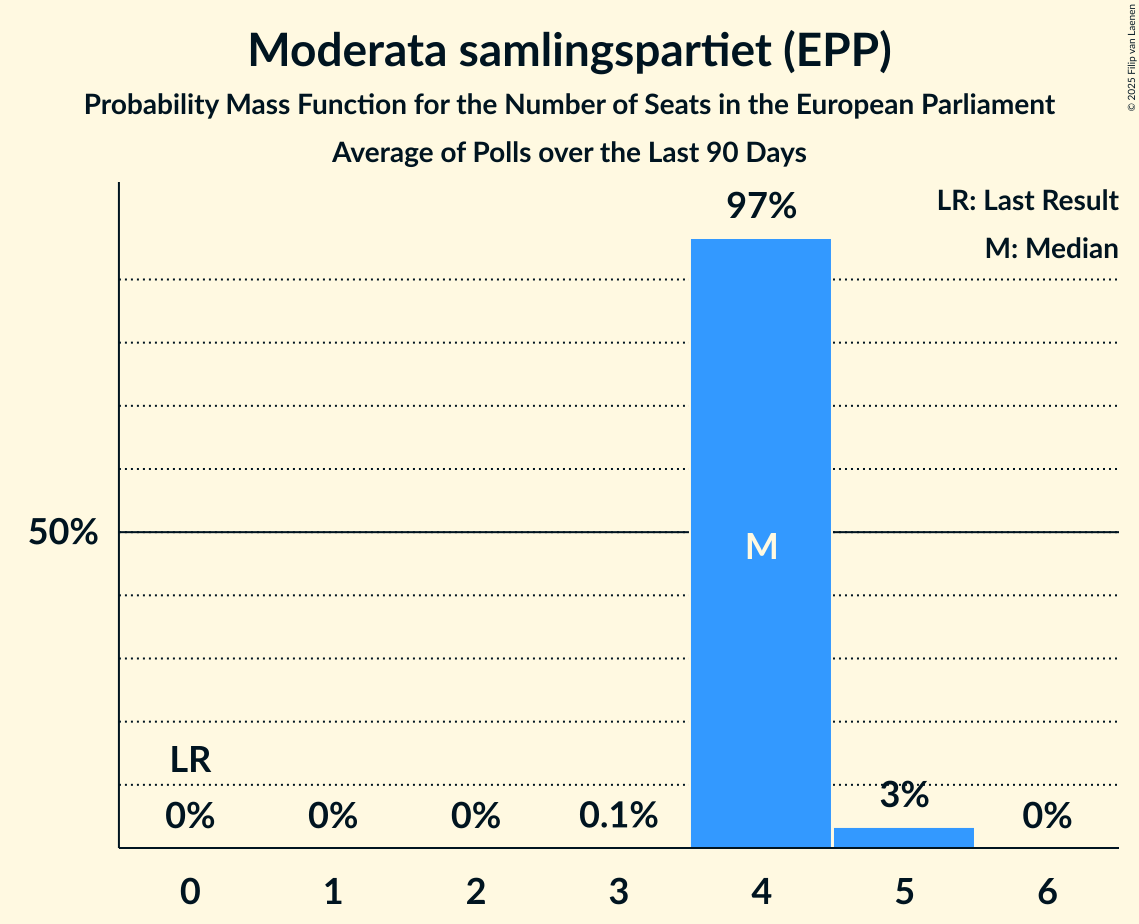 Moderata samlingspartiet (EPP)
Probability Mass Function for the Number of Seats in the European Parliament
Average of Polls over the Last 90 Days
© 2025 Filip van Laenen
LR: Last Result
M: Median
97%
50%
M
LR
0%
0%
0%
0.1%
3%
0%
0
1
2
3
4
5
6